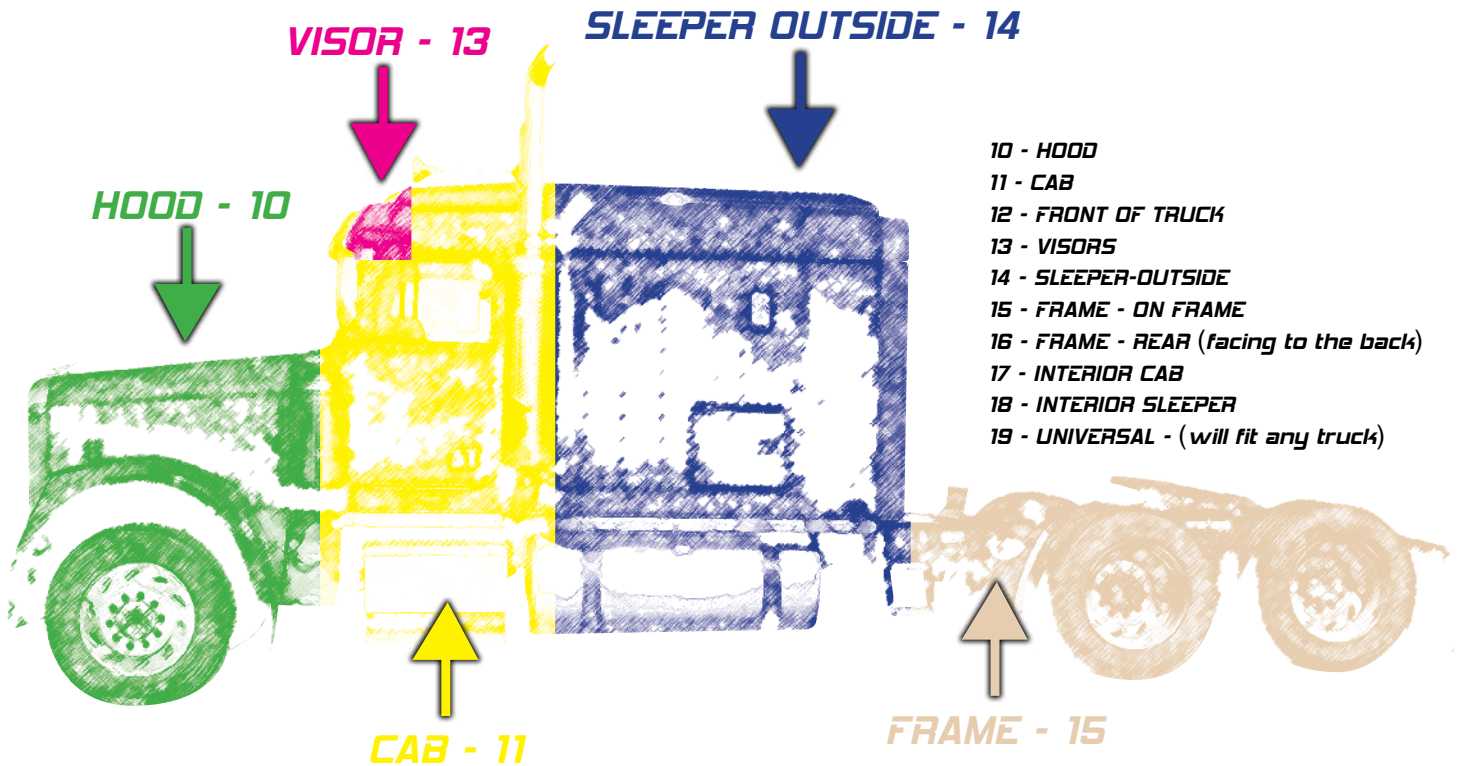 VISOR - 13
SLEEPER OUTSIDE - 14
HOOD - 10
10 - HOOD
11 - CAB
12 - FRONT OF TRUCK
13 - VISORS
14 - SLEEPER-OUTSIDE
15 - FRAME - ON FRAME
16 - FRAME - REAR (facing to the back)
17 - INTERIOR CAB
18 - INTERIOR SLEEPER
19 - UNIVERSAL - (will fit any truck)
CAB - 11
FRAME - 15